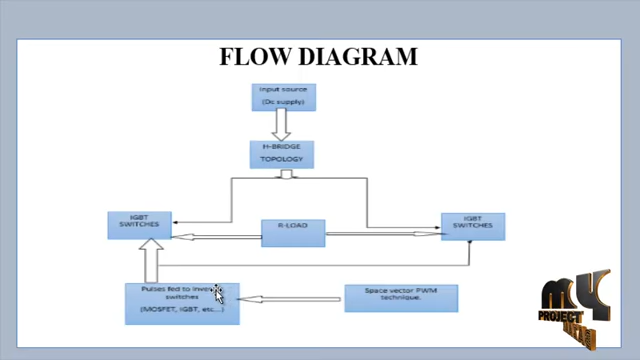 FLOW DIAGRAM
Input source
(Dc supply)
H-BRIDGE
TOPOLOGY
IGBT
SWITCHES
R-LOAD
IGBT
SWITCHES
Pulses fed to
switches
(MOSFET, IGBT, etc...)
Space vector PWM
technique.
MY
PROJECT